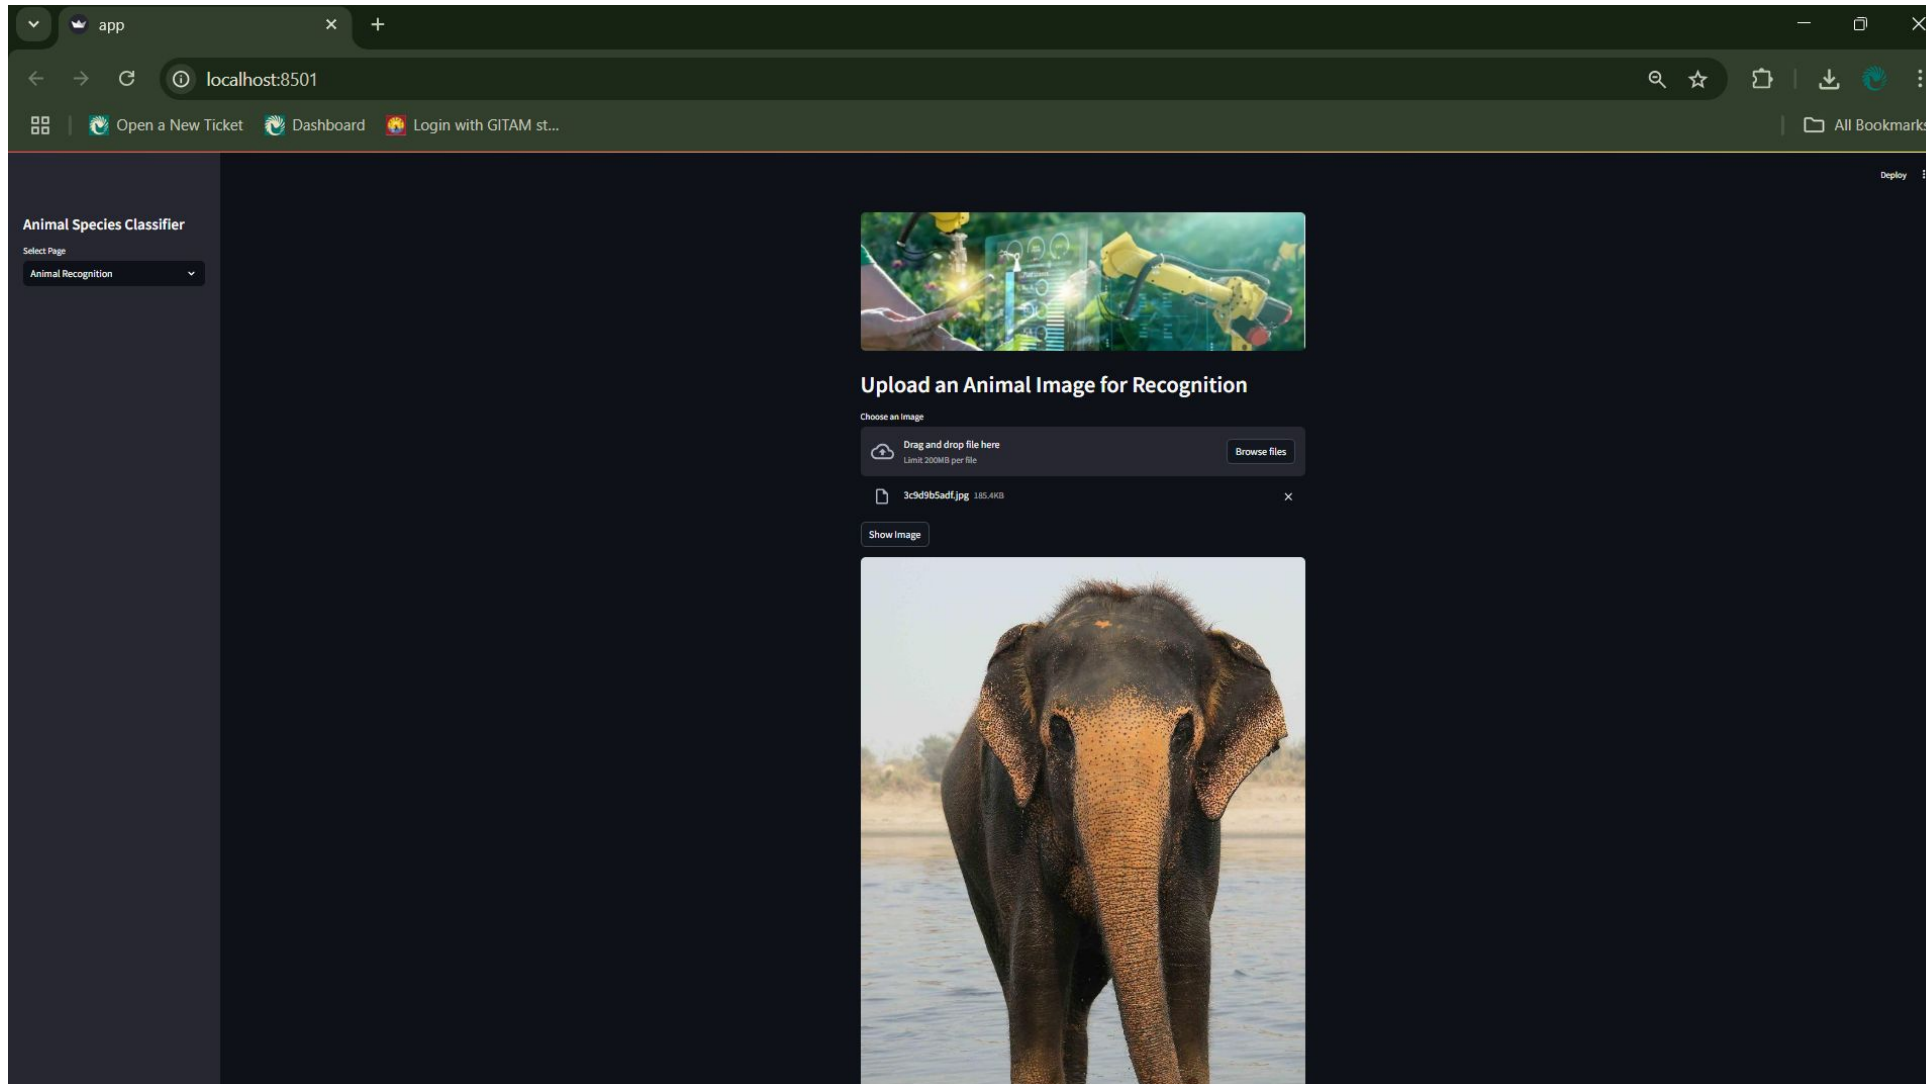 app
localhost:8501
Open a New Ticket
Dashboard
Login with GITAM st...
All Bookmarks
Deploy
Animal Species Classifier
Select Page
Animal Recognition
Upload an Animal Image for Recognition
Choose an Image
Drag and drop file here
Limit 200MB per file
Browse files
3c9d9b5adf.jpg 185.4KB
Show Image